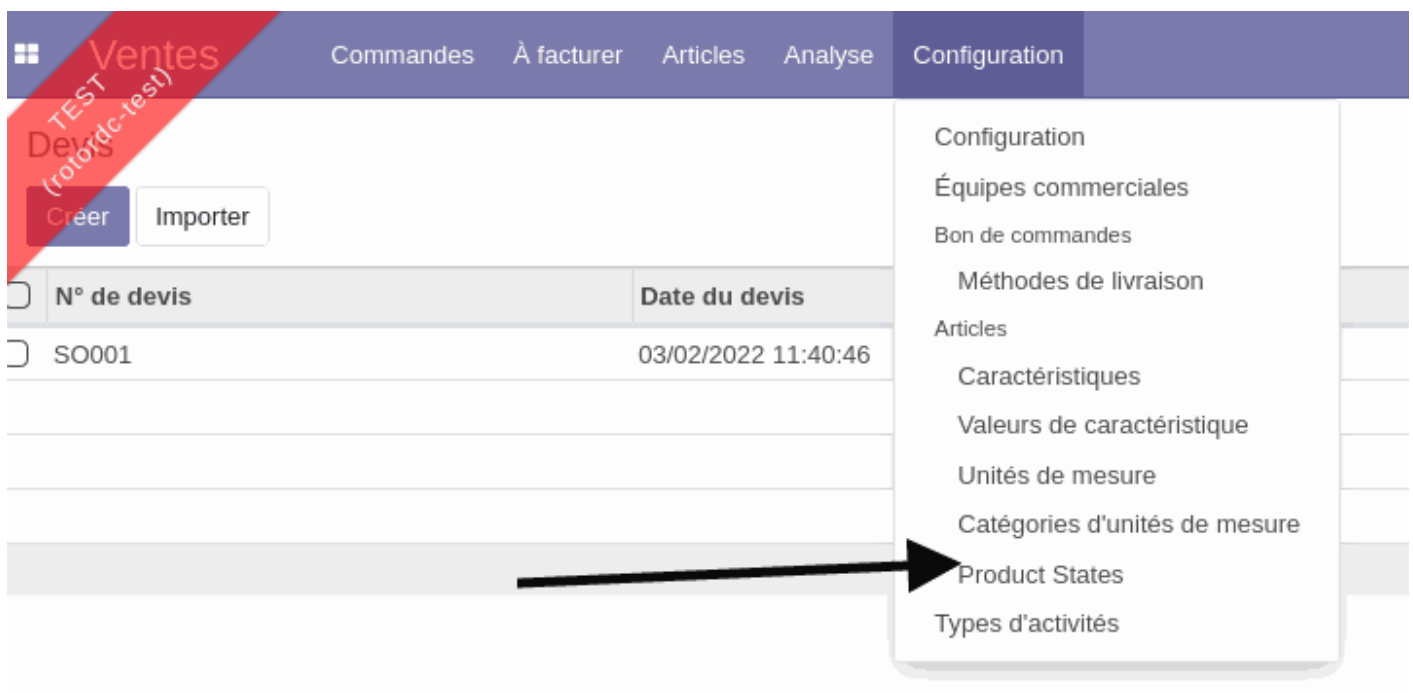 Ventes
Commandes
À facturer
Articles
Analyse
Configuration
TEST
(rotordc-test)
Devis
Créer
Importer
N° de devis
Date du devis
SO001
03/02/2022 11:40:46
Configuration
Équipes commerciales
Bon de commandes
Méthodes de livraison
Articles
Caractéristiques
Valeurs de caractéristique
Unités de mesure
Catégories d'unités de mesure
Product States
Types d'activités